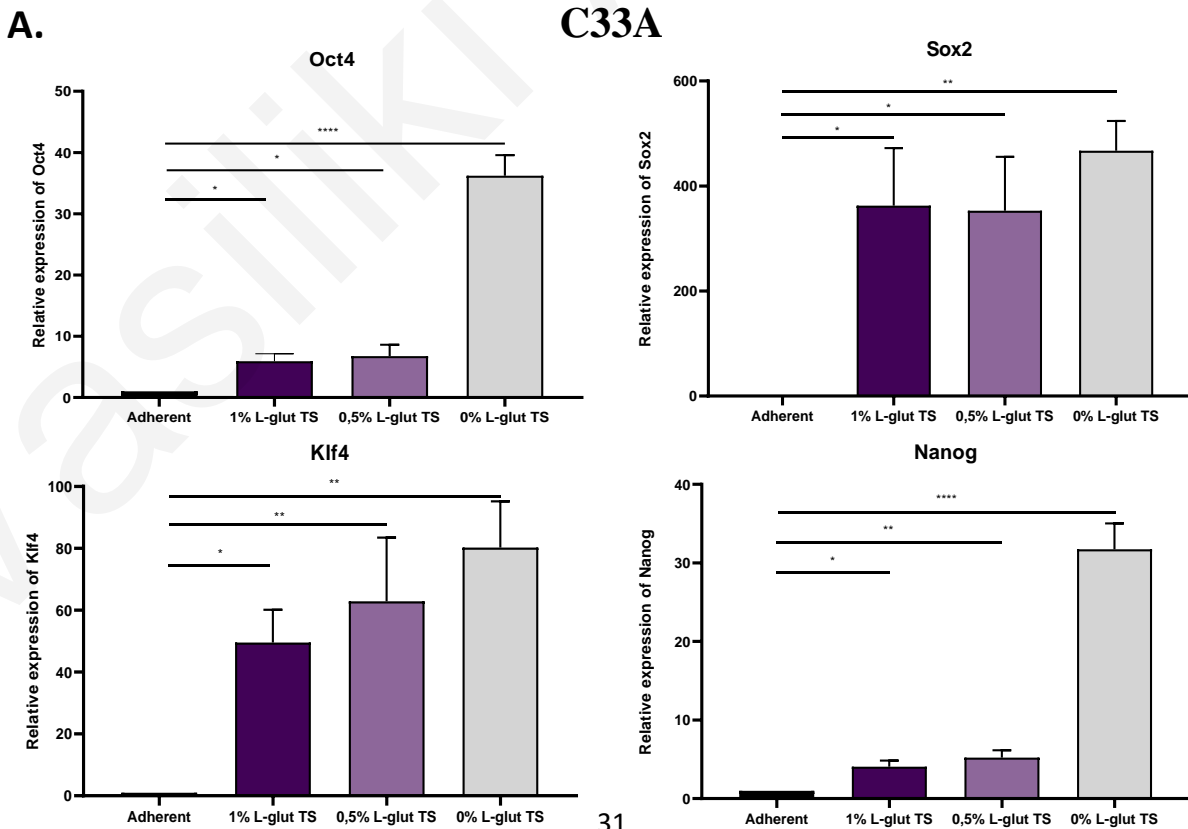 A.
C33A
Oct4
Relative expression of Oct4
50
40
30
20
10
0
****
*
*
Adherent 1% L-glut TS 0,5% L-glut TS 0% L-glut TS
Sox2
Relative expression of Sox2
600
400
200
0
**
*
*
Adherent 1% L-glut TS 0,5% L-glut TS 0% L-glut TS
Klf4
Relative expression of Klf4
100
80
60
40
20
0
**
**
*
Adherent 1% L-glut TS 0,5% L-glut TS 0% L-glut TS
Nanog
Relative expression of Nanog
40
30
20
10
0
****
**
*
Adherent 1% L-glut TS 0,5% L-glut TS 0% L-glut TS
31
vasiliki